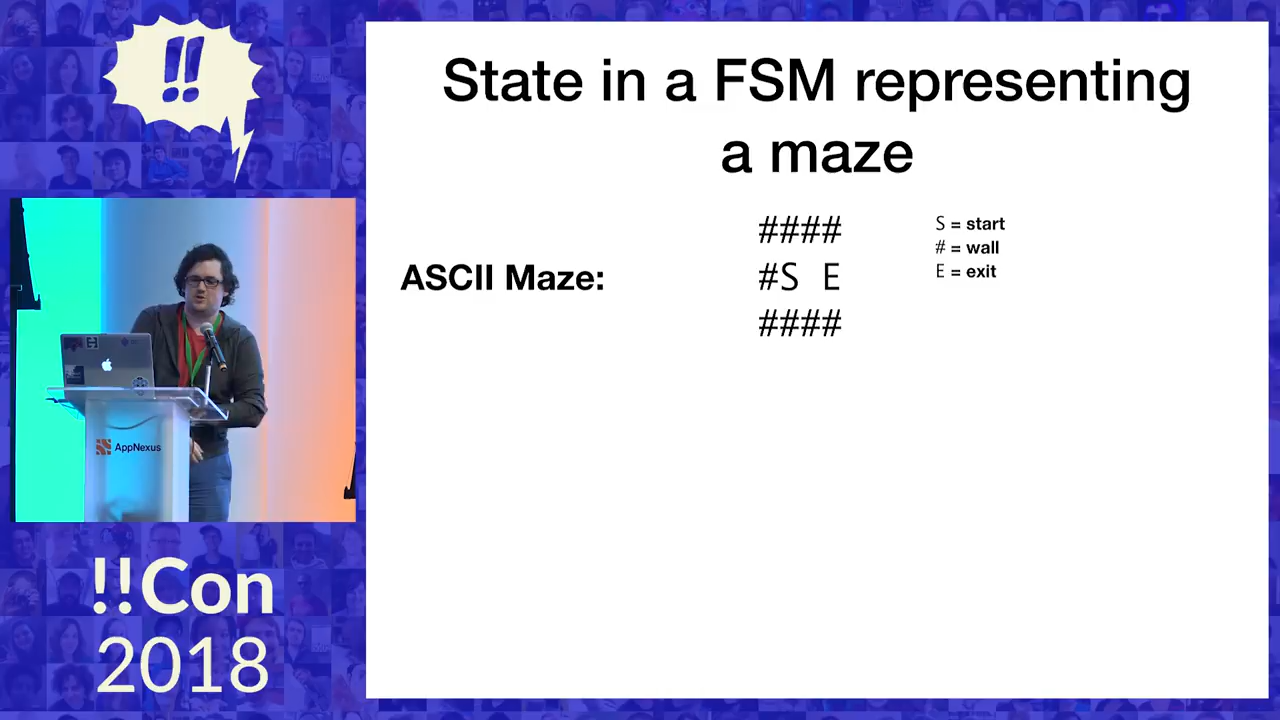 !!
State in a FSM representing
a maze
ASCII Maze:
####
#S E
####
S = start
# = wall
E = exit
AppNexus
!!Con
2018